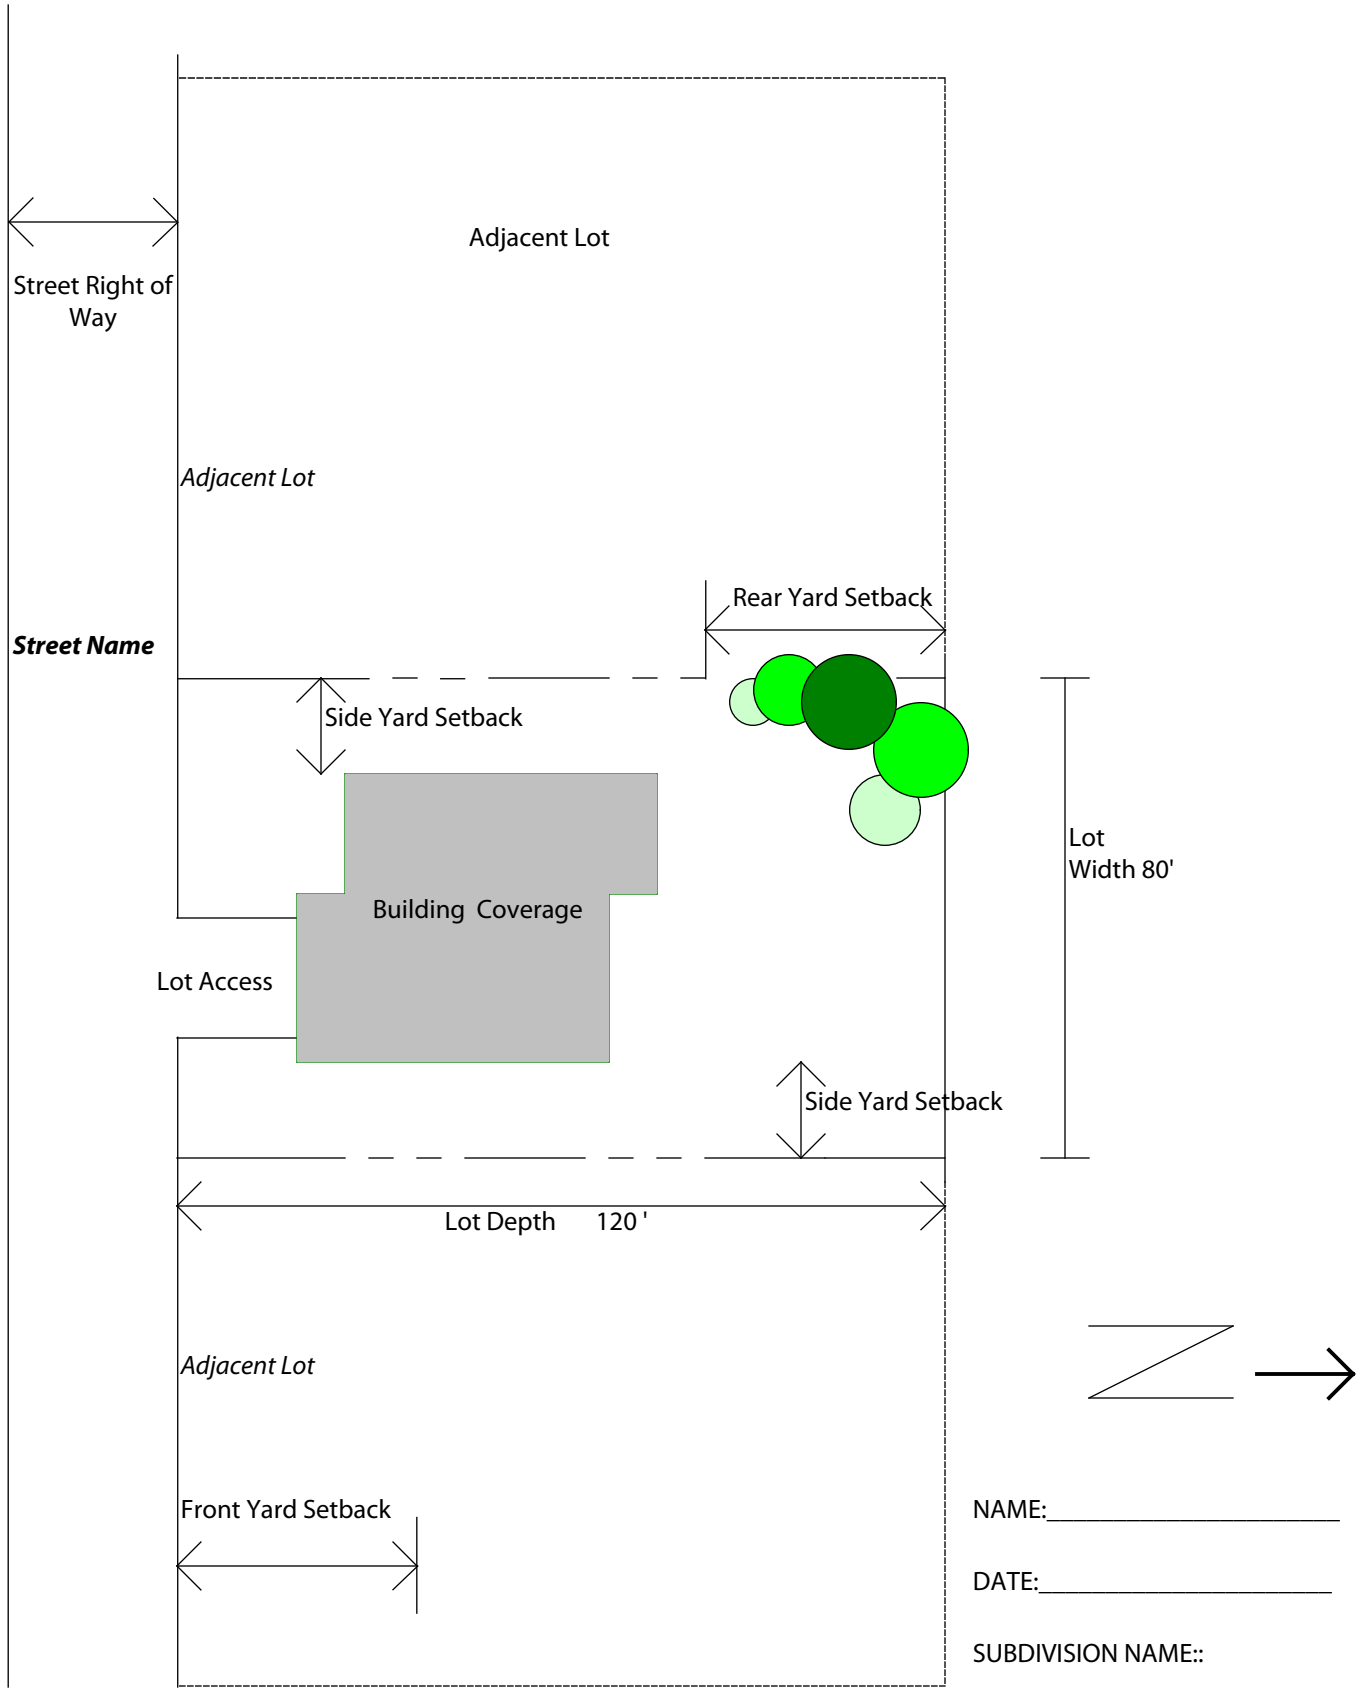 Adjacent Lot
Street Right of
Way
Adjacent Lot
Rear Yard Setback
Street Name
Side Yard Setback
Lot
Width 80'
Building Coverage
Lot Access
Side Yard Setback
Lot Depth 120 '
Adjacent Lot
Front Yard Setback
NAME:______________________
DATE:______________________
SUBDIVISION NAME::